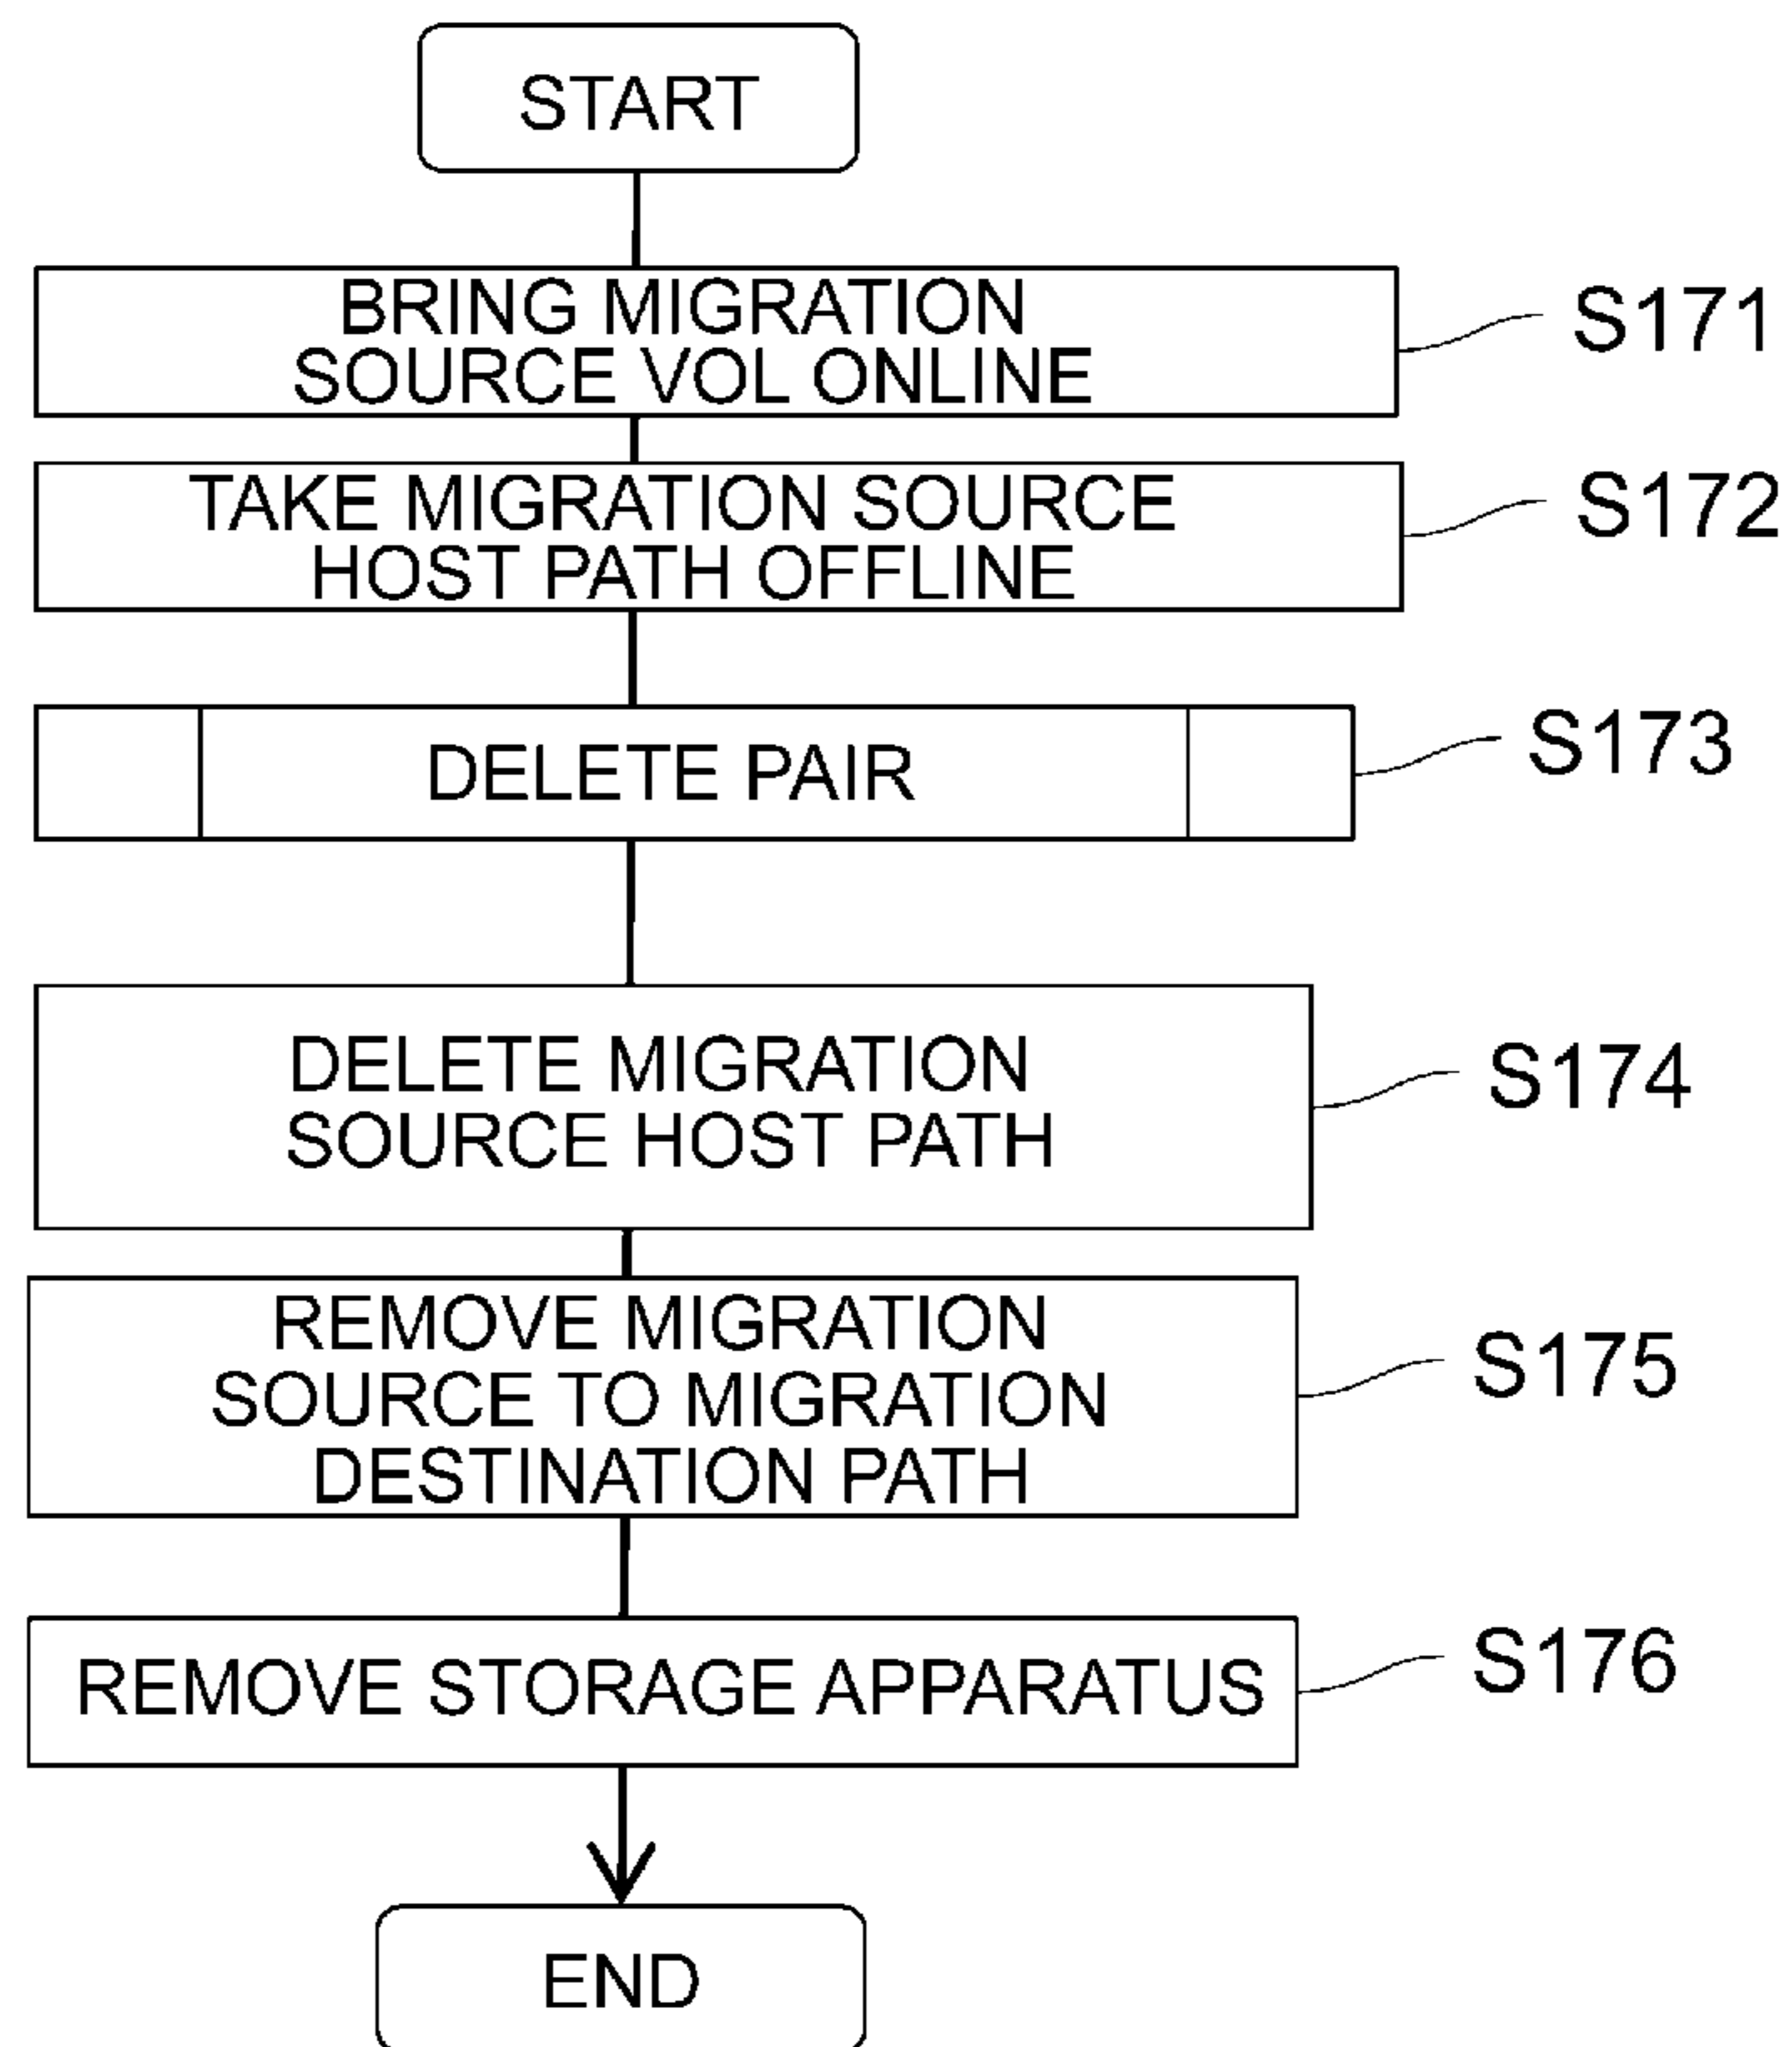 START
BRING MIGRATION
SOURCE VOL ONLINE
S171
TAKE MIGRATION SOURCE
HOST PATH OFFLINE
S172
DELETE PAIR
S173
DELETE MIGRATION
SOURCE HOST PATH
S174
REMOVE MIGRATION
SOURCE TO MIGRATION
DESTINATION PATH
S175
REMOVE STORAGE APPARATUS
S176
END